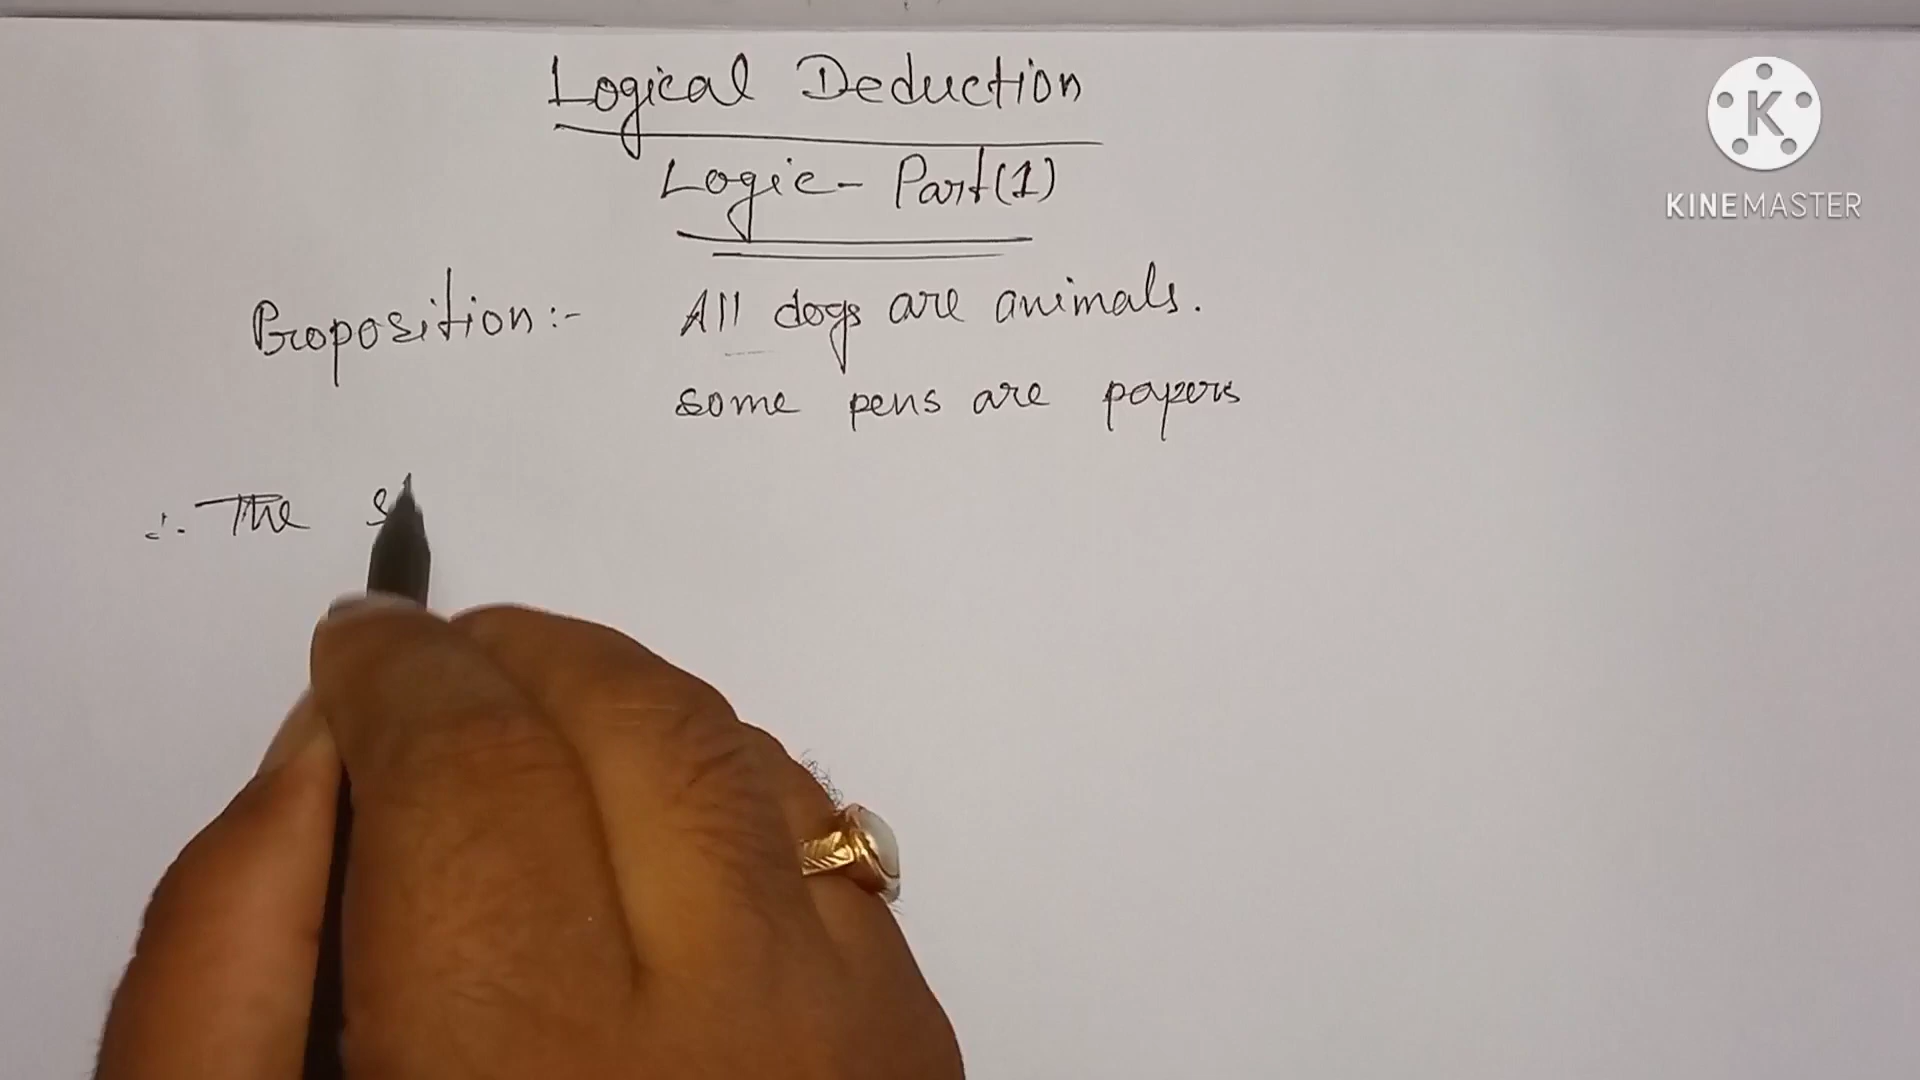 Logical Deduction
Logic - Part (1)
Proposition :- All dogs are animals.
some pens are papers
∴ The
K
KINEMASTER